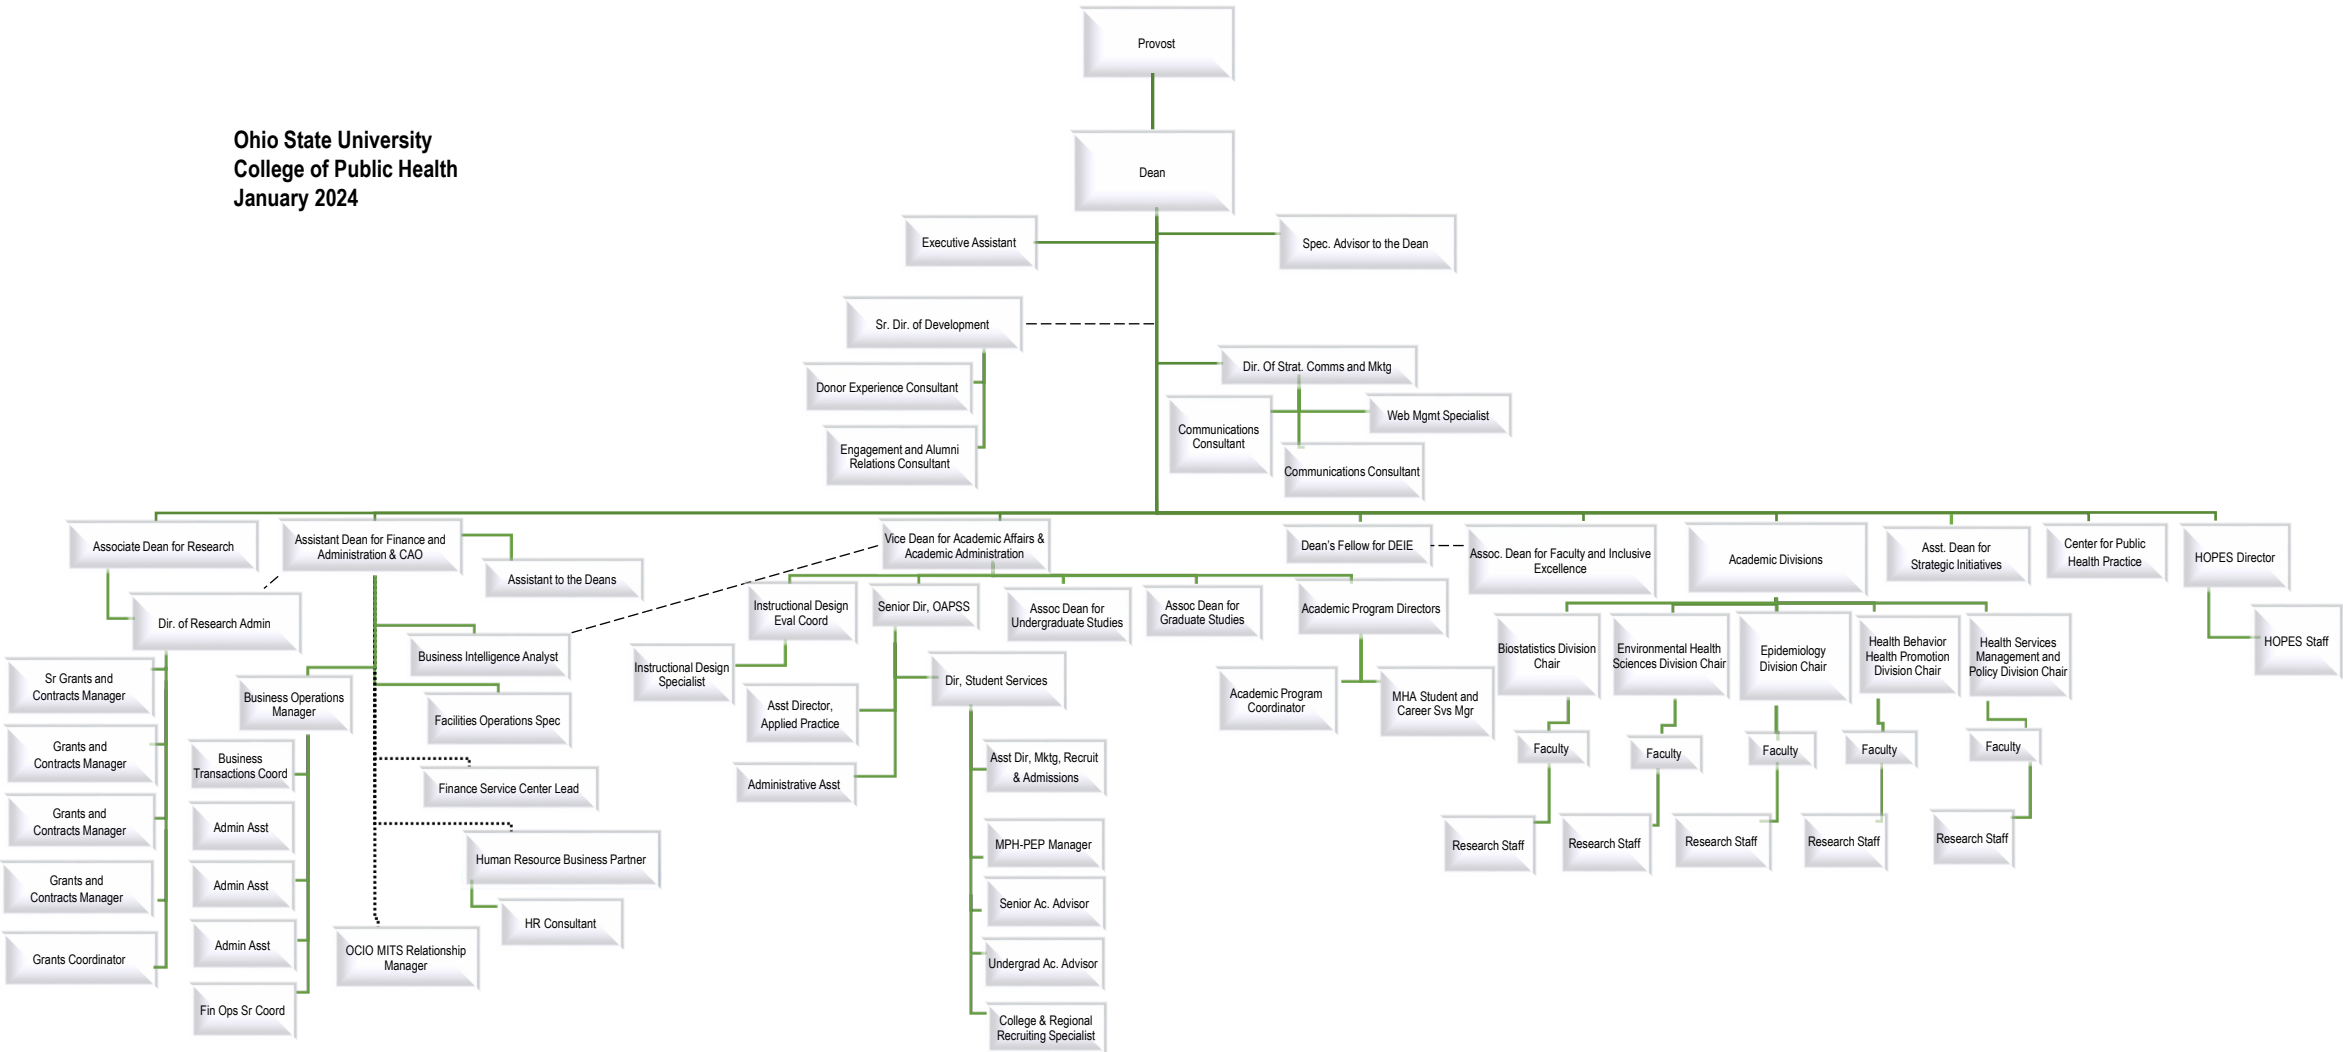 Provost
Ohio State University
College of Public Health
January 2024
Dean
Executive Assistant
Spec. Advisor to the Dean
Sr. Dir. of Development
Donor Experience Consultant
Engagement and Alumni
Relations Consultant
Dir. Of Strat. Comms and Mktg
Communications
Consultant
Web Mgmt Specialist
Communications Consultant
Associate Dean for Research
Assistant Dean for Finance and
Administration & CAO
Assistant to the Deans
Vice Dean for Academic Affairs &
Academic Administration
Dean's Fellow for DEIE
Assoc. Dean for Faculty and Inclusive
Excellence
Academic Divisions
Asst. Dean for
Strategic Initiatives
Center for Public
Health Practice
HOPES Director
HOPES Staff
Dir. of Research Admin
Sr Grants and
Contracts Manager
Grants and
Contracts Manager
Grants and
Contracts Manager
Grants and
Contracts Manager
Grants Coordinator
Business Operations
Manager
Business
Transactions Coord
Admin Asst
Admin Asst
Admin Asst
Fin Ops Sr Coord
Business Intelligence Analyst
Facilities Operations Spec
Finance Service Center Lead
Human Resource Business Partner
HR Consultant
OCIO MITS Relationship
Manager
Instructional Design
Eval Coord
Instructional Design
Specialist
Senior Dir, OAPSS
Asst Director,
Applied Practice
Administrative Asst
Dir, Student Services
Asst Dir, Mktg, Recruit
& Admissions
MPH-PEP Manager
Senior Ac. Advisor
Undergrad Ac. Advisor
College & Regional
Recruiting Specialist
Assoc Dean for
Undergraduate Studies
Assoc Dean for
Graduate Studies
Academic Program Directors
Academic Program
Coordinator
MHA Student and
Career Svs Mgr
Biostatistics Division
Chair
Environmental Health
Sciences Division Chair
Epidemiology
Division Chair
Health Behavior
Health Promotion
Division Chair
Health Services
Management and
Policy Division Chair
Faculty
Faculty
Faculty
Faculty
Faculty
Research Staff
Research Staff
Research Staff
Research Staff
Research Staff